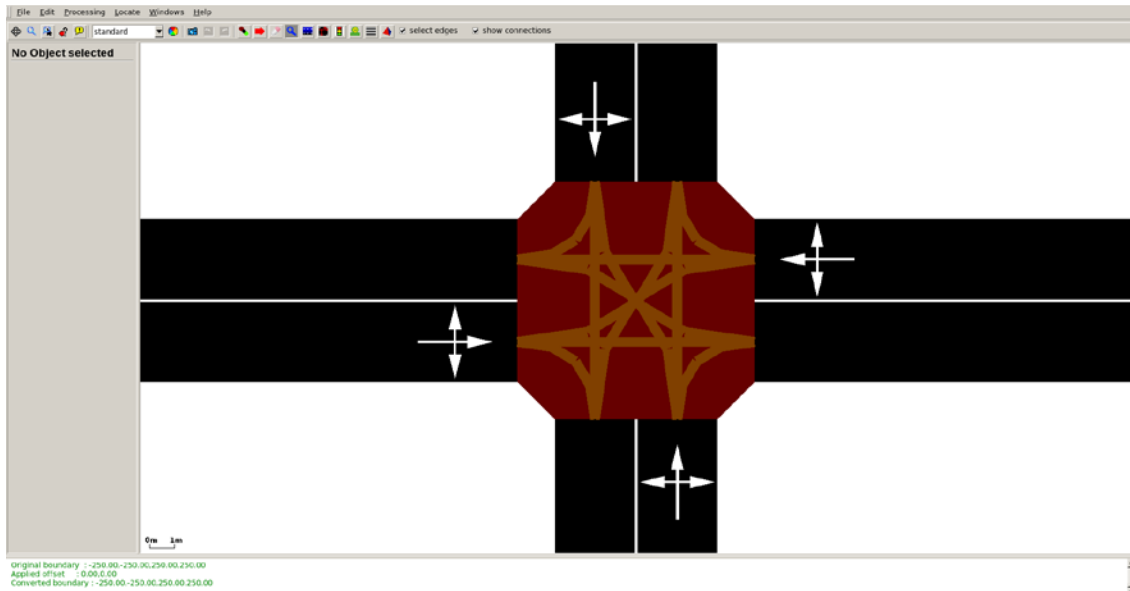 File Edit Processing Locate Windows Help
standard select edges show connections
No Object selected
0m 1m
Original boundary : -250.00,-250.00,250.00,250.00
Applied offset : 0.00,0.00
Converted boundary : -250.00,-250.00,250.00,250.00